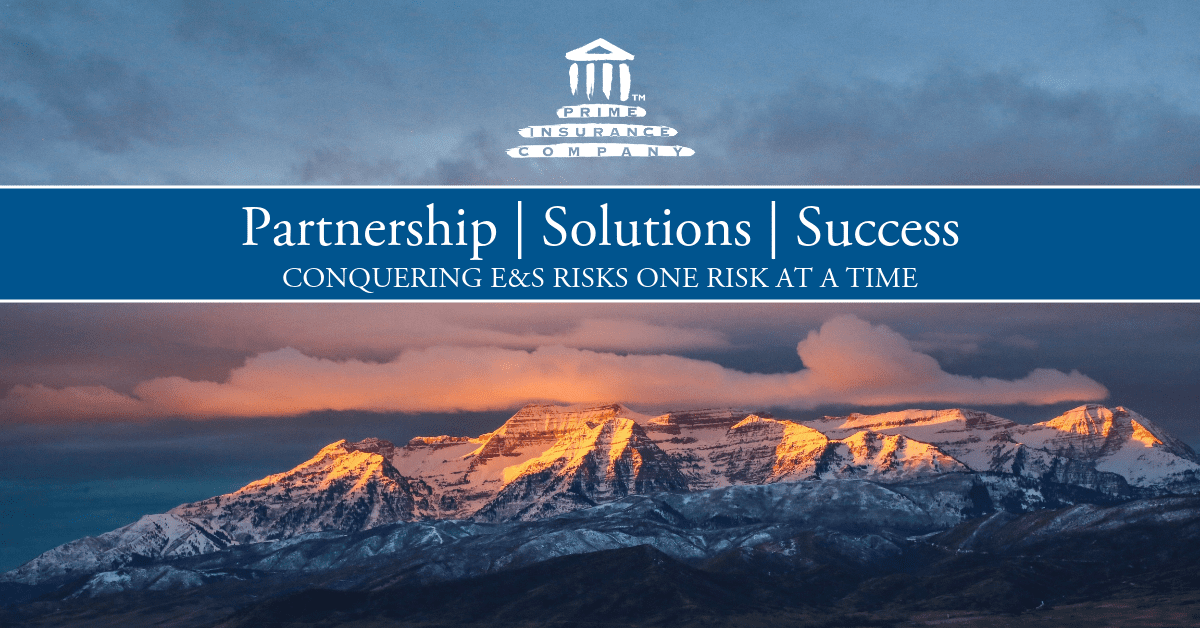 TM
PRIME
INSURANCE
COMPANY
Partnership | Solutions | Success
CONQUERING E&S RISKS ONE RISK AT A TIME